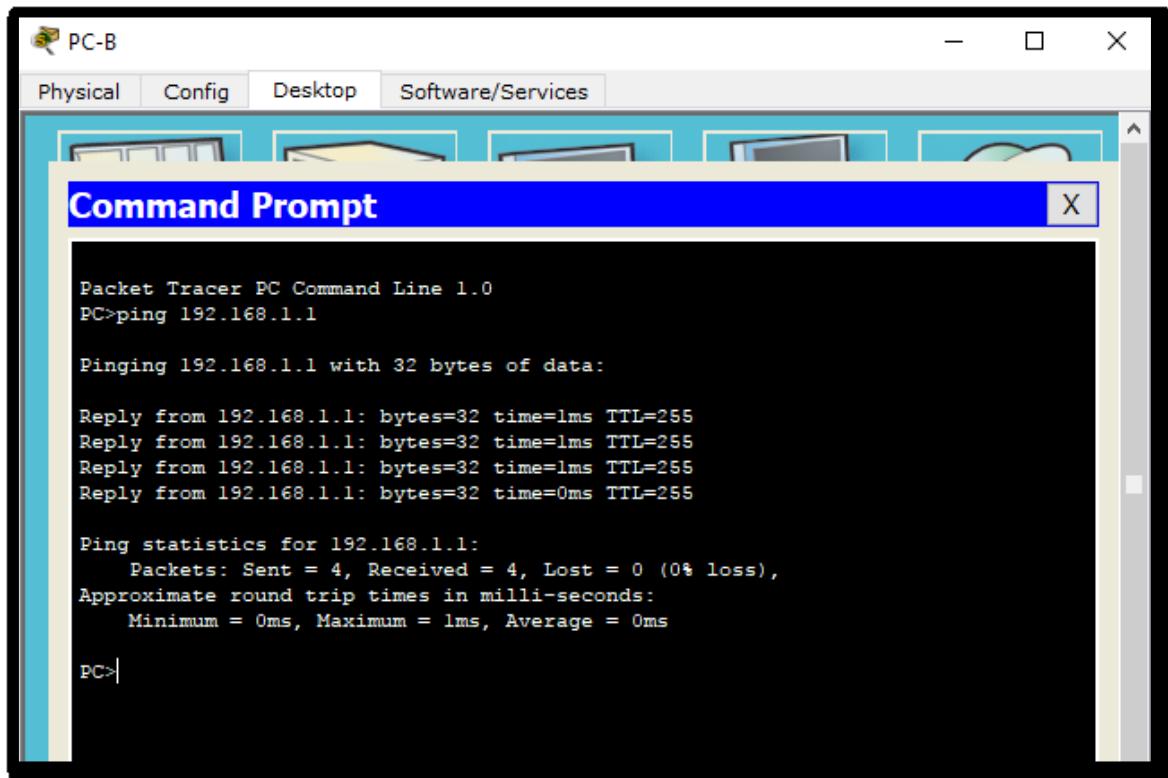 PC-B
Physical Config Desktop Software/Services
Command Prompt X
Packet Tracer PC Command Line 1.0
PC>ping 192.168.1.1
Pinging 192.168.1.1 with 32 bytes of data:
Reply from 192.168.1.1: bytes=32 time=1ms TTL=255
Reply from 192.168.1.1: bytes=32 time=1ms TTL=255
Reply from 192.168.1.1: bytes=32 time=1ms TTL=255
Reply from 192.168.1.1: bytes=32 time=0ms TTL=255
Ping statistics for 192.168.1.1:
Packets: Sent = 4, Received = 4, Lost = 0 (0% loss),
Approximate round trip times in milli-seconds:
Minimum = 0ms, Maximum = 1ms, Average = 0ms
PC>